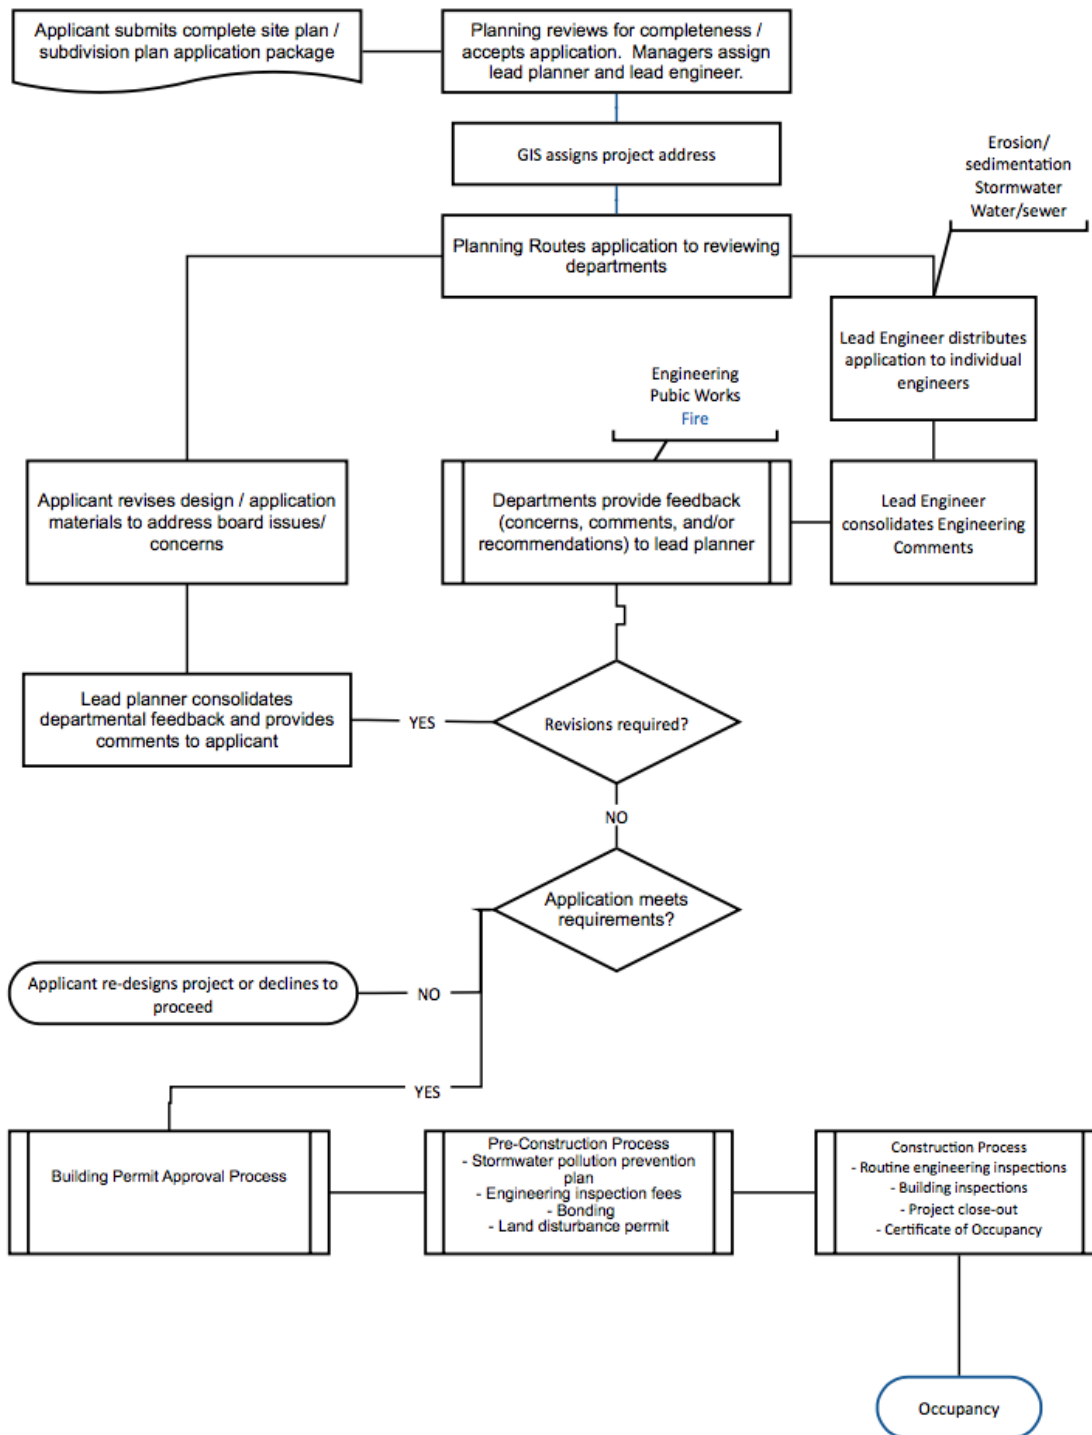 Applicant submits complete site plan /
subdivision plan application package
Planning reviews for completeness /
accepts application.  Managers assign
lead planner and lead engineer.
GIS assigns project address
Erosion/
sedimentation
Stormwater
Water/sewer
Planning Routes application to reviewing
departments
Lead Engineer distributes
application to individual
engineers
Engineering
Pubic Works
Fire
Applicant revises design / application
materials to address board issues/
concerns
Departments provide feedback
(concerns, comments, and/or
recommendations) to lead planner
Lead Engineer
consolidates Engineering
Comments
Lead planner consolidates
departmental feedback and provides
comments to applicant
YES
Revisions required?
NO
Application meets
requirements?
Applicant re-designs project or declines to
proceed
NO
YES
Building Permit Approval Process
Pre-Construction Process
- Stormwater pollution prevention
plan
- Engineering inspection fees
- Bonding
- Land disturbance permit
Construction Process
- Routine engineering inspections
- Building inspections
- Project close-out
- Certificate of Occupancy
Occupancy